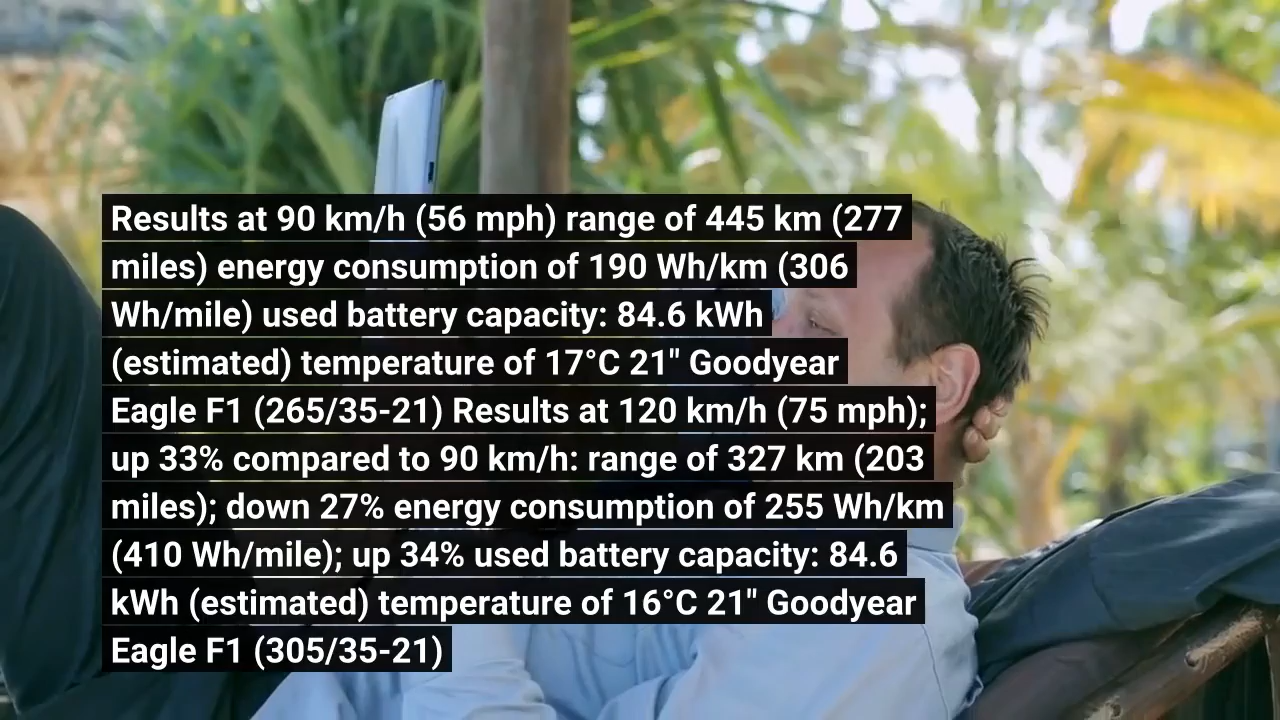 Results at 90 km/h (56 mph) range of 445 km (277
miles) energy consumption of 190 Wh/km (306
Wh/mile) used battery capacity: 84.6 kWh
(estimated) temperature of 17°C 21" Goodyear
Eagle F1 (265/35-21) Results at 120 km/h (75 mph);
up 33% compared to 90 km/h: range of 327 km (203
miles); down 27% energy consumption of 255 Wh/km
(410 Wh/mile); up 34% used battery capacity: 84.6
kWh (estimated) temperature of 16°C 21" Goodyear
Eagle F1 (305/35-21)